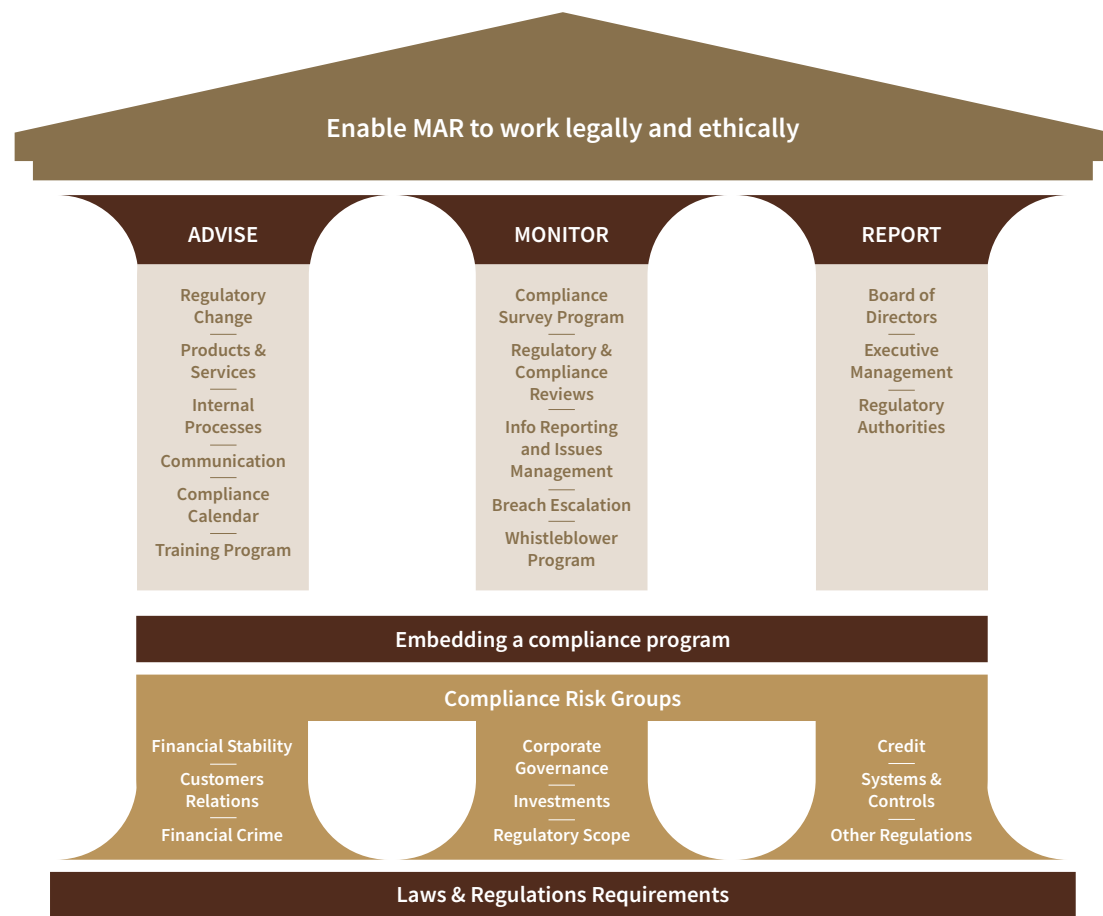 Enable MAR to work legally and ethically
ADVISE
Regulatory
Change
Products &
Services
Internal
Processes
Communication
Compliance
Calendar
Training Program
MONITOR
Compliance
Survey Program
Regulatory &
Compliance
Reviews
Info Reporting
and Issues
Management
Breach Escalation
Whistleblower
Program
REPORT
Board of
Directors
Executive
Management
Regulatory
Authorities
Embedding a compliance program
Compliance Risk Groups
Financial Stability
Customers
Relations
Financial Crime
Corporate
Governance
Investments
Regulatory Scope
Credit
Systems &
Controls
Other Regulations
Laws & Regulations Requirements